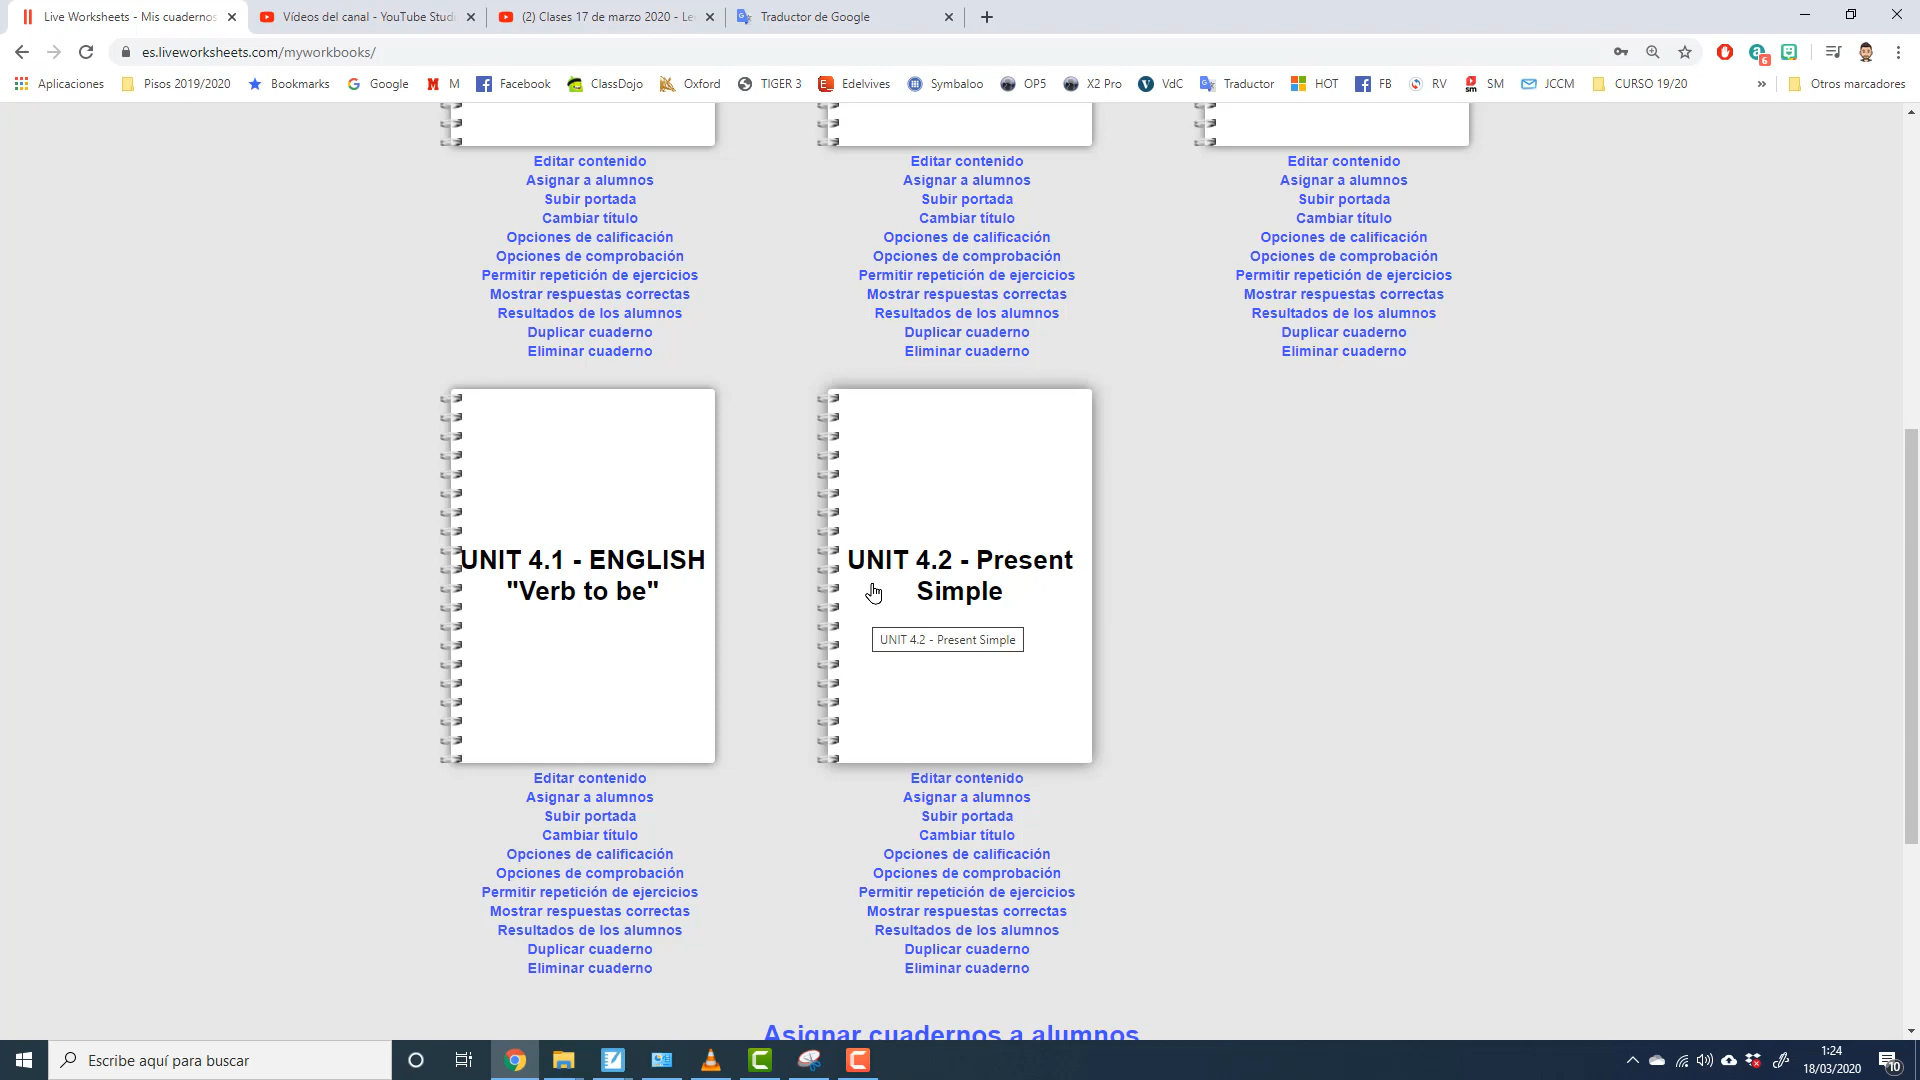 Live Worksheets - Mis cuadernos
Vídeos del canal - YouTube Stud
(2) Clases 17 de marzo 2020 - Le
Traductor de Google
es.liveworksheets.com/myworkbooks/
6
Aplicaciones
Pisos 2019/2020
Bookmarks
Google
M
Facebook
ClassDojo
Oxford
TIGER 3
Edelvives
Symbaloo
OP5
X2 Pro
VdC
Traductor
HOT
FB
RV
SM
JCCM
CURSO 19/20
»
Otros marcadores
Editar contenido
Asignar a alumnos
Subir portada
Cambiar título
Opciones de calificación
Opciones de comprobación
Permitir repetición de ejercicios
Mostrar respuestas correctas
Resultados de los alumnos
Duplicar cuaderno
Eliminar cuaderno
Editar contenido
Asignar a alumnos
Subir portada
Cambiar título
Opciones de calificación
Opciones de comprobación
Permitir repetición de ejercicios
Mostrar respuestas correctas
Resultados de los alumnos
Duplicar cuaderno
Eliminar cuaderno
Editar contenido
Asignar a alumnos
Subir portada
Cambiar título
Opciones de calificación
Opciones de comprobación
Permitir repetición de ejercicios
Mostrar respuestas correctas
Resultados de los alumnos
Duplicar cuaderno
Eliminar cuaderno
UNIT 4.1 - ENGLISH
"Verb to be"
Editar contenido
Asignar a alumnos
Subir portada
Cambiar título
Opciones de calificación
Opciones de comprobación
Permitir repetición de ejercicios
Mostrar respuestas correctas
Resultados de los alumnos
Duplicar cuaderno
Eliminar cuaderno
UNIT 4.2 - Present
Simple
UNIT 4.2 - Present Simple
Editar contenido
Asignar a alumnos
Subir portada
Cambiar título
Opciones de calificación
Opciones de comprobación
Permitir repetición de ejercicios
Mostrar respuestas correctas
Resultados de los alumnos
Duplicar cuaderno
Eliminar cuaderno
Asignar cuadernos a alumnos
Escribe aquí para buscar
1:24
18/03/2020
10